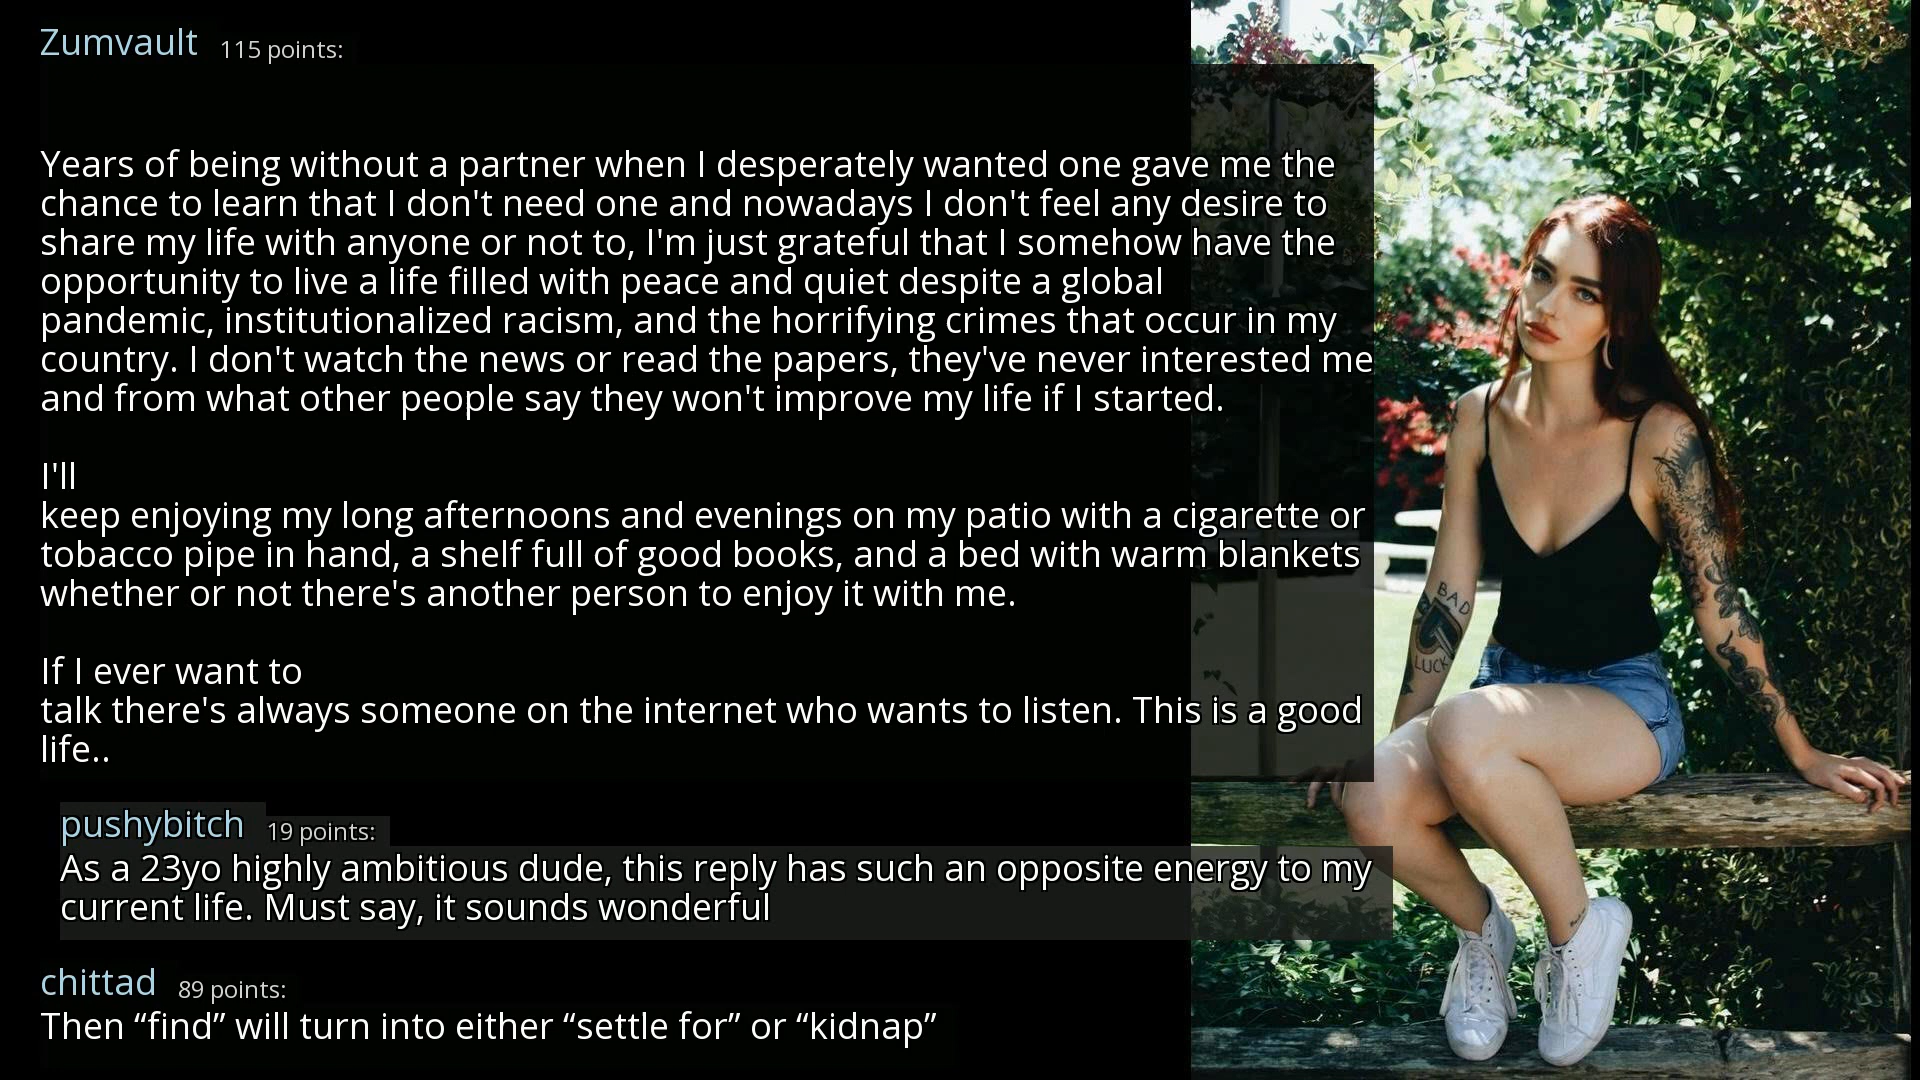 Zumvault 115 points:
Years of being without a partner when I desperately wanted one gave me the
chance to learn that I don't need one and nowadays I don't feel any desire to
share my life with anyone or not to, I'm just grateful that I somehow have the
opportunity to live a life filled with peace and quiet despite a global
pandemic, institutionalized racism, and the horrifying crimes that occur in my
country. I don't watch the news or read the papers, they've never interested me
and from what other people say they won't improve my life if I started.
I'll
keep enjoying my long afternoons and evenings on my patio with a cigarette or
tobacco pipe in hand, a shelf full of good books, and a bed with warm blankets
whether or not there's another person to enjoy it with me.
If I ever want to
talk there's always someone on the internet who wants to listen. This is a good
life..
pushybitch 19 points:
As a 23yo highly ambitious dude, this reply has such an opposite energy to my
current life. Must say, it sounds wonderful
chittad 89 points:
Then “find” will turn into either “settle for” or “kidnap”
BAD
LUCK